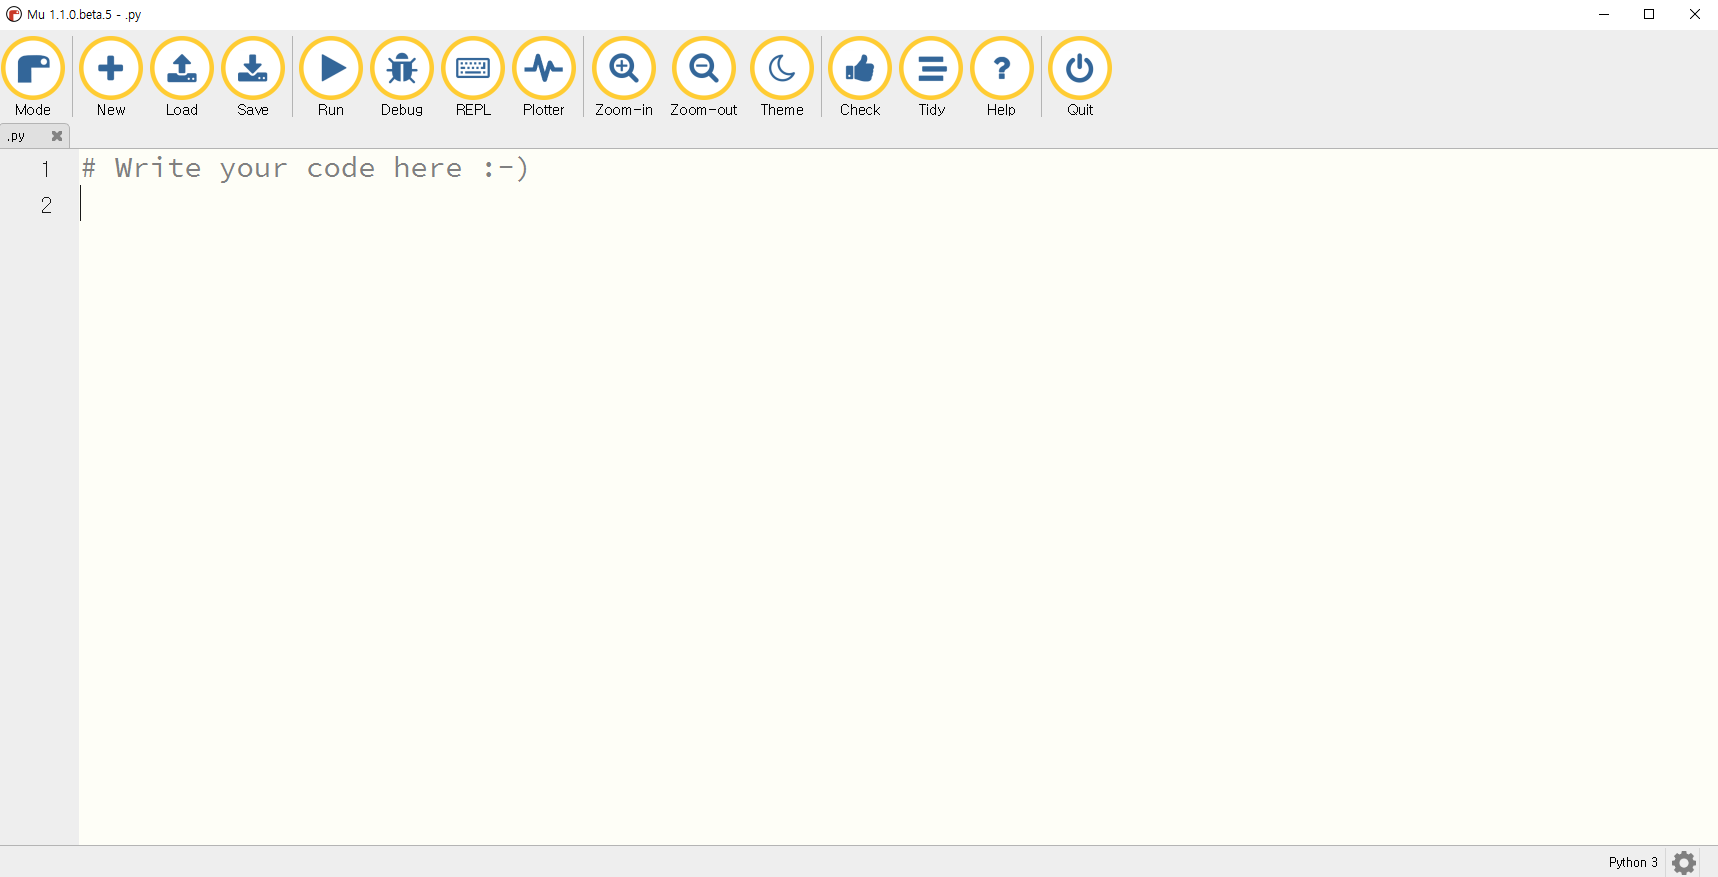 Mu 1.1.0.beta.5 - .py
Mode New Load Save Run Debug REPL Plotter Zoom-in Zoom-out Theme Check Tidy Help Quit
.py
1 # Write your code here :-)
2
Python 3